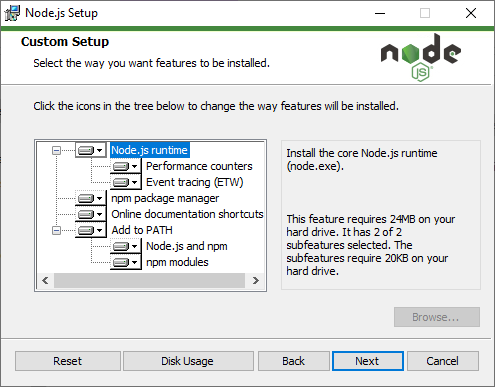 Node.js Setup
Custom Setup
Select the way you want features to be installed.
node
JS
Click the icons in the tree below to change the way features will be installed.
Node.js runtime
Performance counters
Event tracing (ETW)
npm package manager
Online documentation shortcuts
Add to PATH
Node.js and npm
npm modules
Install the core Node.js runtime
(node.exe).
This feature requires 24MB on your
hard drive. It has 2 of 2
subfeatures selected. The
subfeatures require 20KB on your
hard drive.
Browse...
Reset
Disk Usage
Back
Next
Cancel